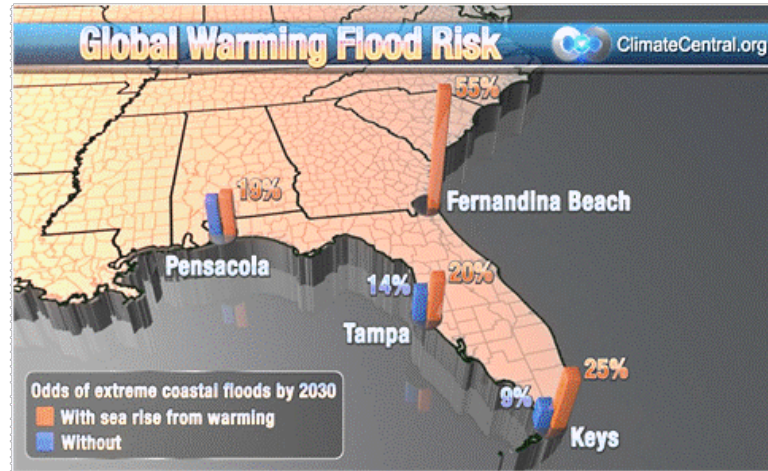 Global Warming Flood Risk
ClimateCentral.org
55%
Fernandina Beach
19%
Pensacola
14%
20%
Tampa
25%
9%
Keys
Odds of extreme coastal floods by 2030
With sea rise from warming
Without